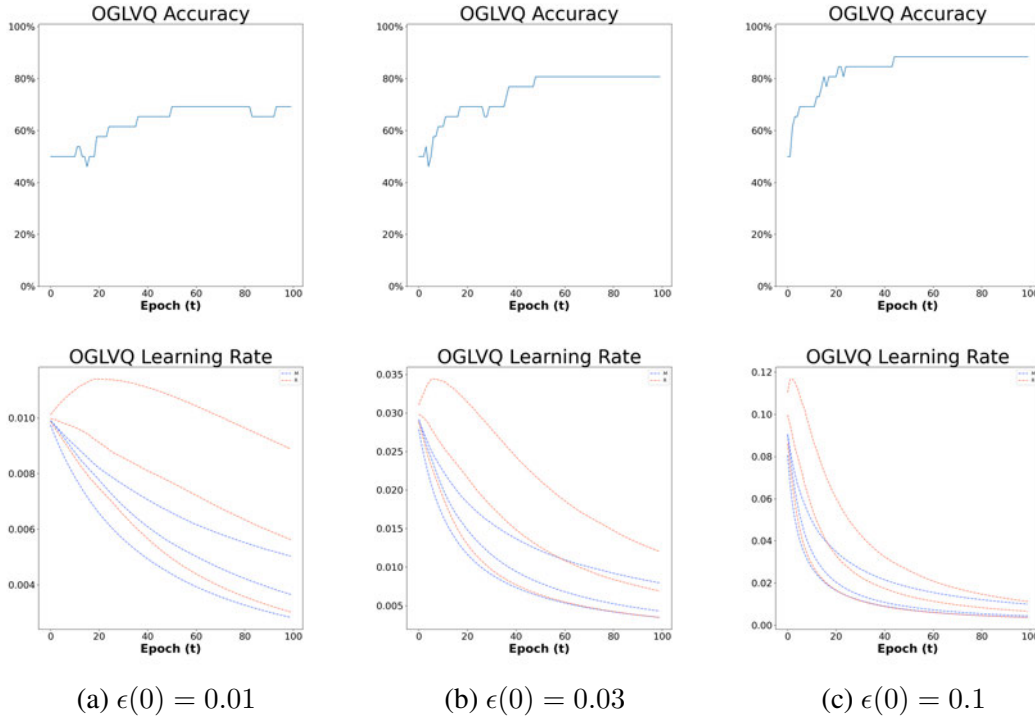 OGLVQ Accuracy
100%
80%
60%
40%
20%
0%
0 20 40 60 80 100
Epoch (t)
OGLVQ Accuracy
100%
80%
60%
40%
20%
0%
0 20 40 60 80 100
Epoch (t)
OGLVQ Accuracy
100%
80%
60%
40%
20%
0%
0 20 40 60 80 100
Epoch (t)
OGLVQ Learning Rate
M
R
0.010
0.008
0.006
0.004
0 20 40 60 80 100
Epoch (t)
OGLVQ Learning Rate
M
R
0.035
0.030
0.025
0.020
0.015
0.010
0.005
0 20 40 60 80 100
Epoch (t)
OGLVQ Learning Rate
M
R
0.12
0.10
0.08
0.06
0.04
0.02
0.00
0 20 40 60 80 100
Epoch (t)
(a) ϵ(0) = 0.01
(b) ϵ(0) = 0.03
(c) ϵ(0) = 0.1